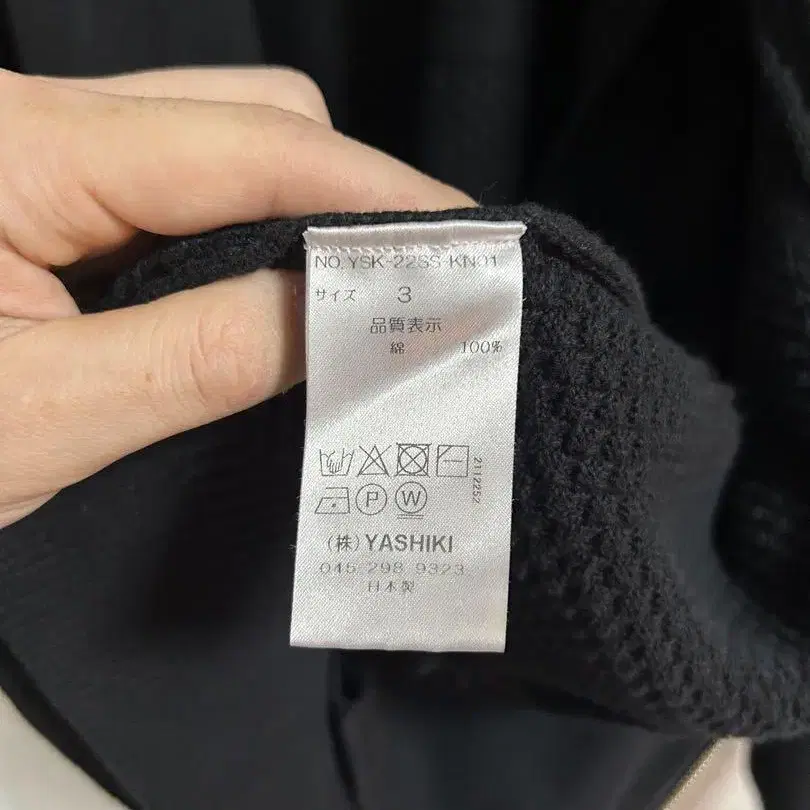 NO.YSK-22SS-KN01
サイズ 3
品質表示
綿 100%
2112252
P W
(株)YASHIKI
045 298 9323
日本製